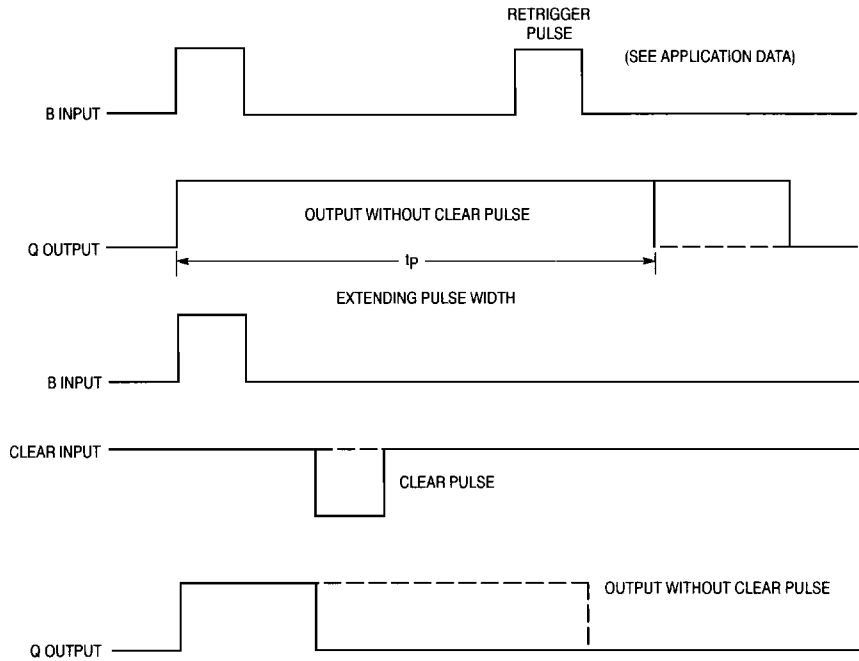 RETRIGGER
PULSE
(SEE APPLICATION DATA)
B INPUT
OUTPUT WITHOUT CLEAR PULSE
Q OUTPUT
tP
EXTENDING PULSE WIDTH
B INPUT
CLEAR INPUT
CLEAR PULSE
OUTPUT WITHOUT CLEAR PULSE
Q OUTPUT